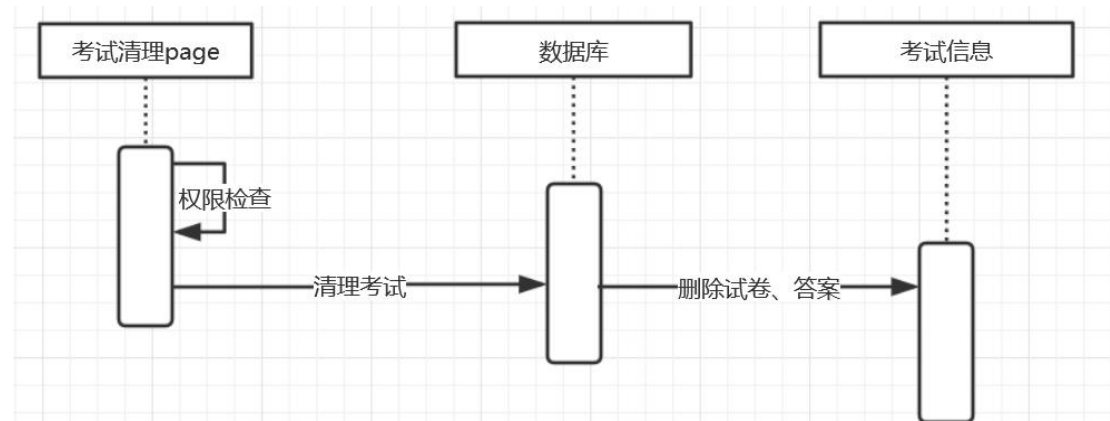 考试清理page
数据库
考试信息
权限检查
清理考试
删除试卷、答案